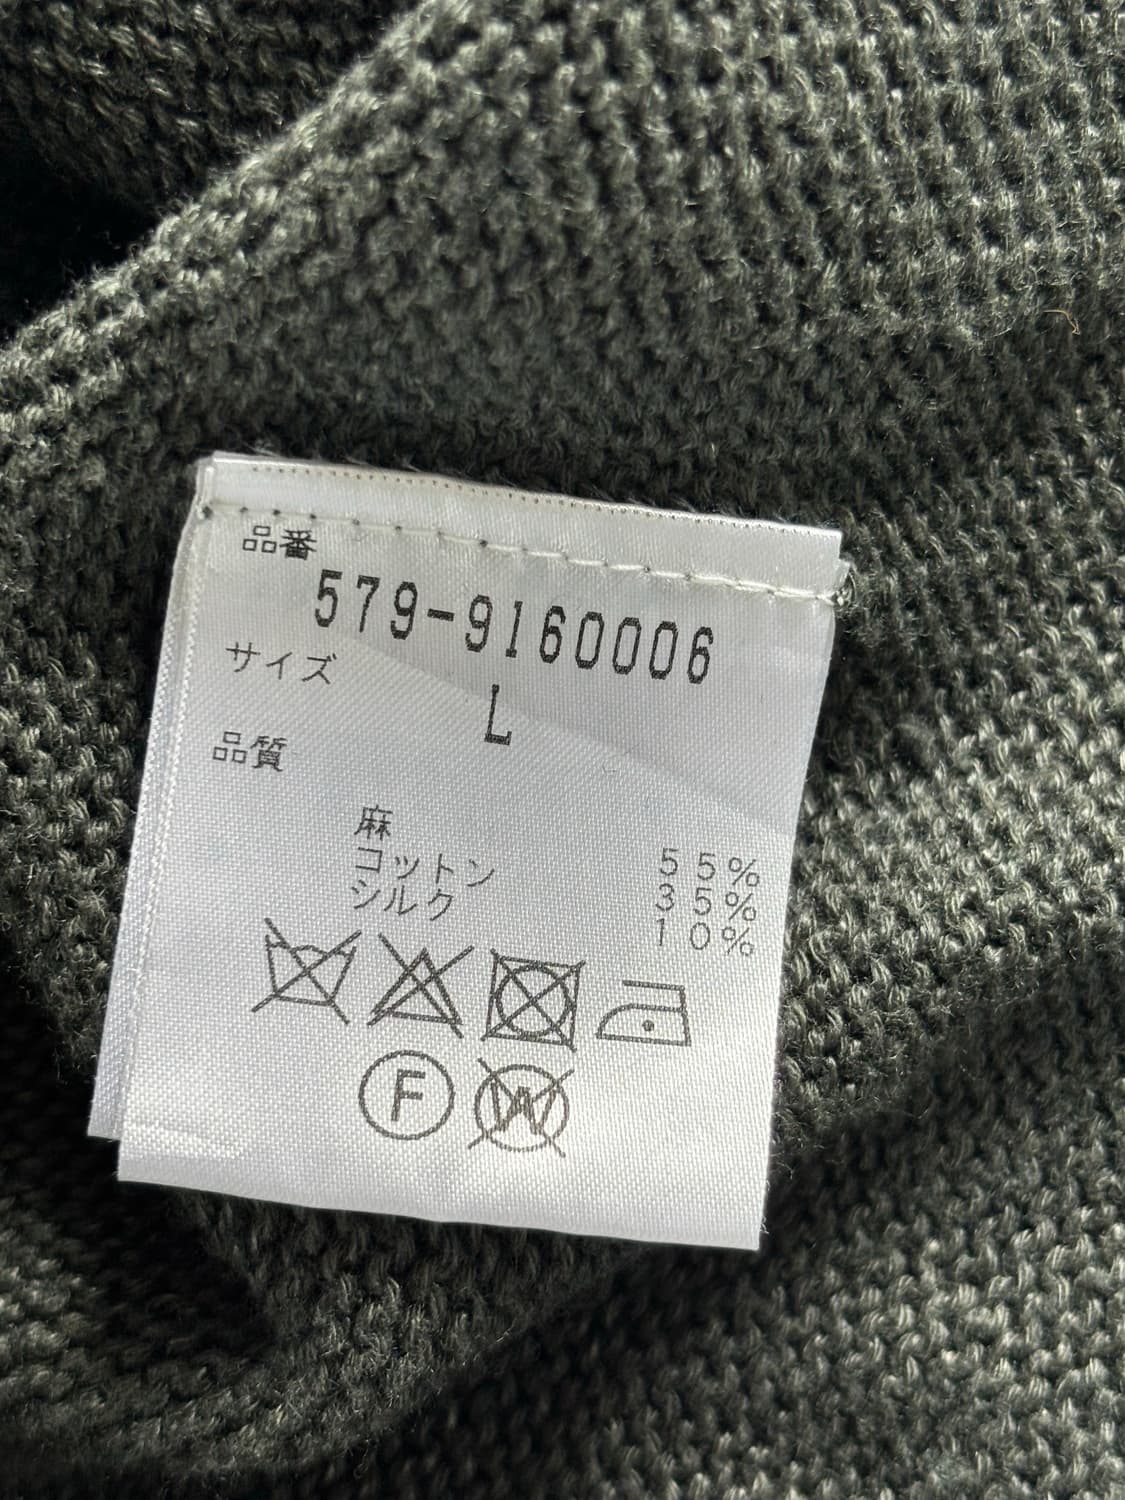 品番
579-9160006
サイズ
L
品質
麻 55%
コットン 35%
シルク 10%
F W